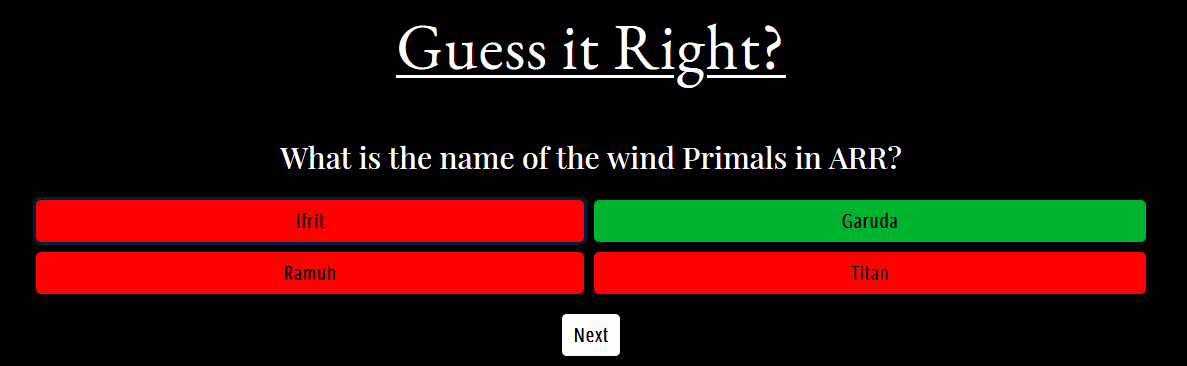 Guess it Right?
What is the name of the wind Primals in ARR?
Ifrit
Garuda
Ramuh
Titan
Next